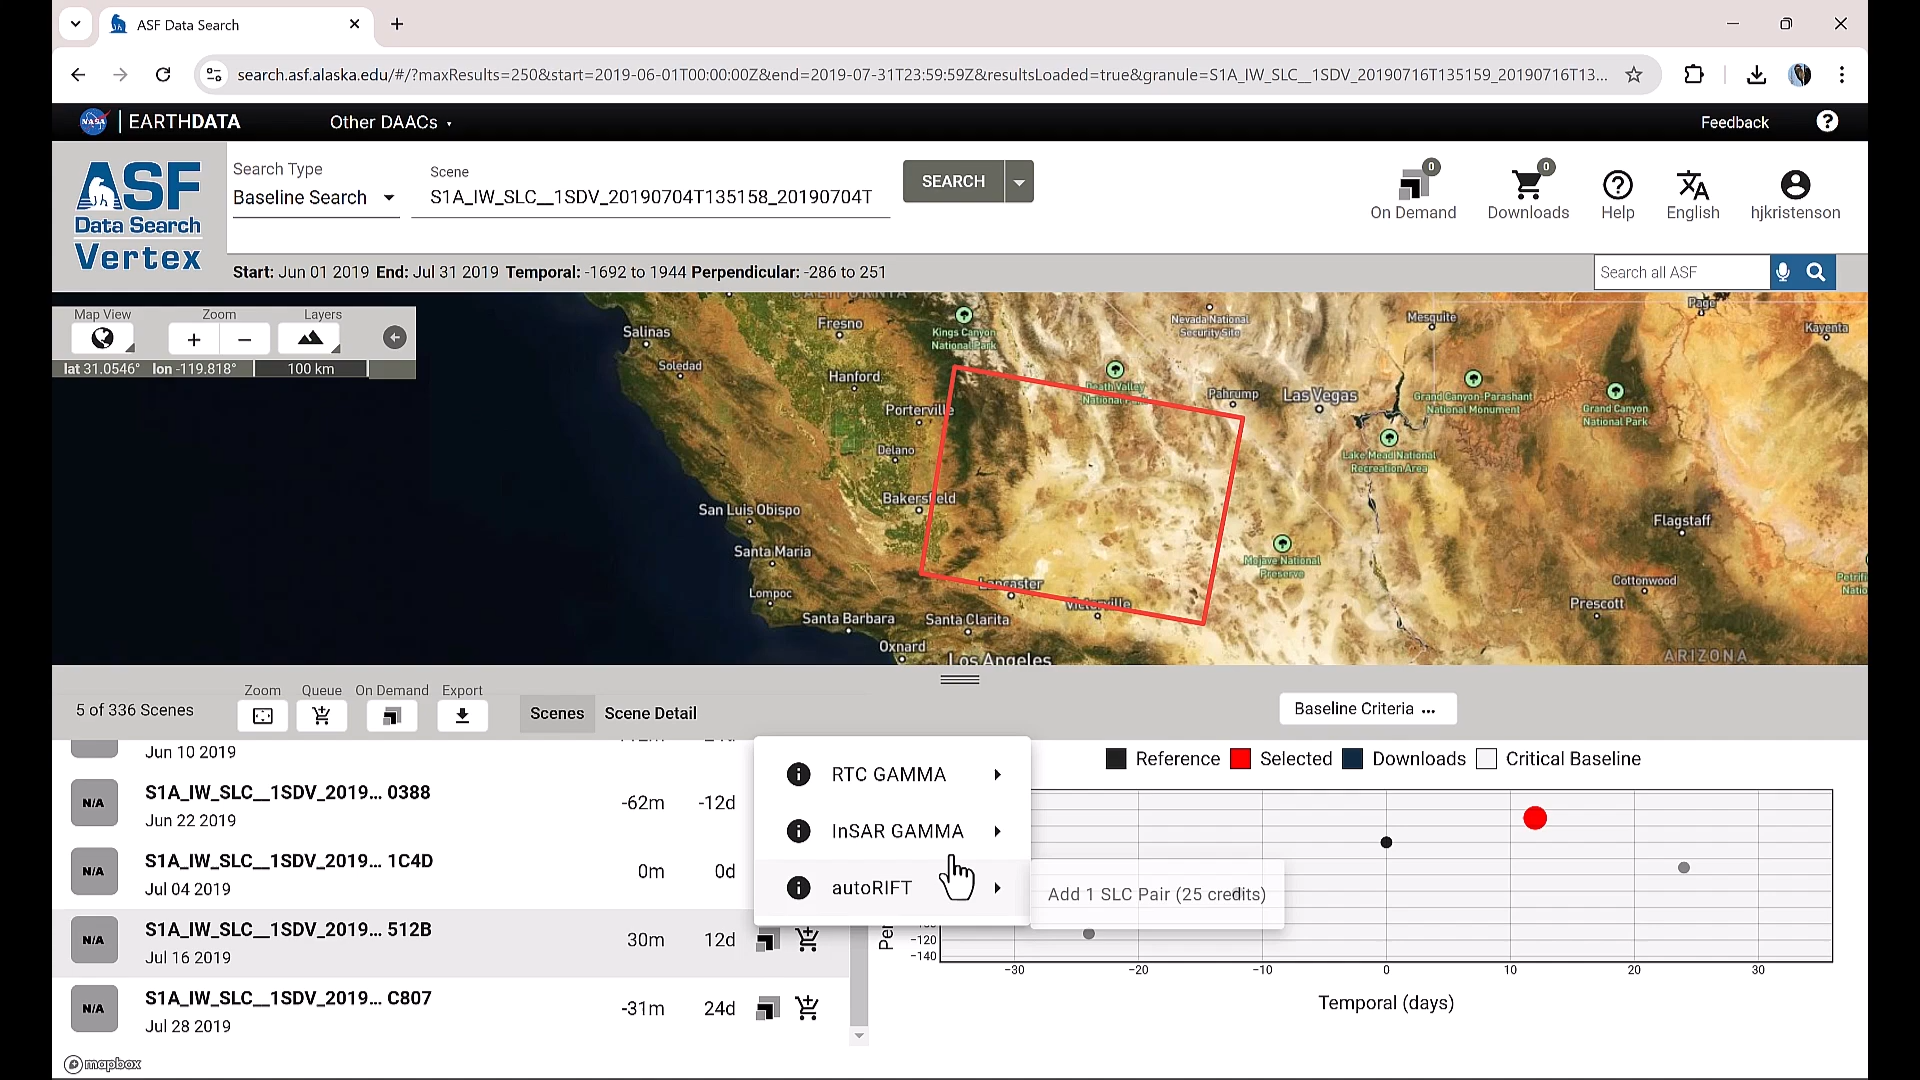 ASF Data Search
search.asf.alaska.edu/#/?maxResults=250&start=2019-06-01T00:00:00Z&end=2019-07-31T23:59:59Z&resultsLoaded=true&granule=S1A_IW_SLC__1SDV_20190716T135159_20190716T13...
NASA EARTHDATA
Other DAACs
Feedback
ASF
Data Search
Vertex
Search Type
Baseline Search
Scene
S1A_IW_SLC__1SDV_20190704T135158_20190704T
SEARCH
0
On Demand
0
Downloads
Help
English
hjkristenson
Start: Jun 01 2019 End: Jul 31 2019 Temporal: -1692 to 1944 Perpendicular: -286 to 251
Search all ASF
Map View
Zoom
Layers
lat 31.0546° lon -119.818°
100 km
CALIFORNIA
Salinas
Soledad
Fresno
Hanford
Porterville
Delano
Bakersfield
San Luis Obispo
Santa Maria
Lompoc
Santa Barbara
Santa Clarita
Oxnard
Los Angeles
Lancaster
Victorville
Kings Canyon
National Park
Death Valley
National Park
Nevada National
Security Site
Pahrump
Las Vegas
Mesquite
Page
Kayenta
Grand Canyon-Parashant
National Monument
Grand Canyon
National Park
Lake Mead National
Recreation Area
Mojave National
Preserve
Flagstaff
Cottonwood
Prescott
ARIZONA
5 of 336 Scenes
Zoom
Queue
On Demand
Export
Scenes
Scene Detail
Baseline Criteria ...
Jun 10 2019
N/A
S1A_IW_SLC__1SDV_2019... 0388
Jun 22 2019
-62m
-12d
N/A
S1A_IW_SLC__1SDV_2019... 1C4D
Jul 04 2019
0m
0d
N/A
S1A_IW_SLC__1SDV_2019... 512B
Jul 16 2019
30m
12d
N/A
S1A_IW_SLC__1SDV_2019... C807
Jul 28 2019
-31m
24d
RTC GAMMA
InSAR GAMMA
autoRIFT
Add 1 SLC Pair (25 credits)
Reference
Selected
Downloads
Critical Baseline
-120
-140
-30
-20
-10
0
10
20
30
Temporal (days)
mapbox